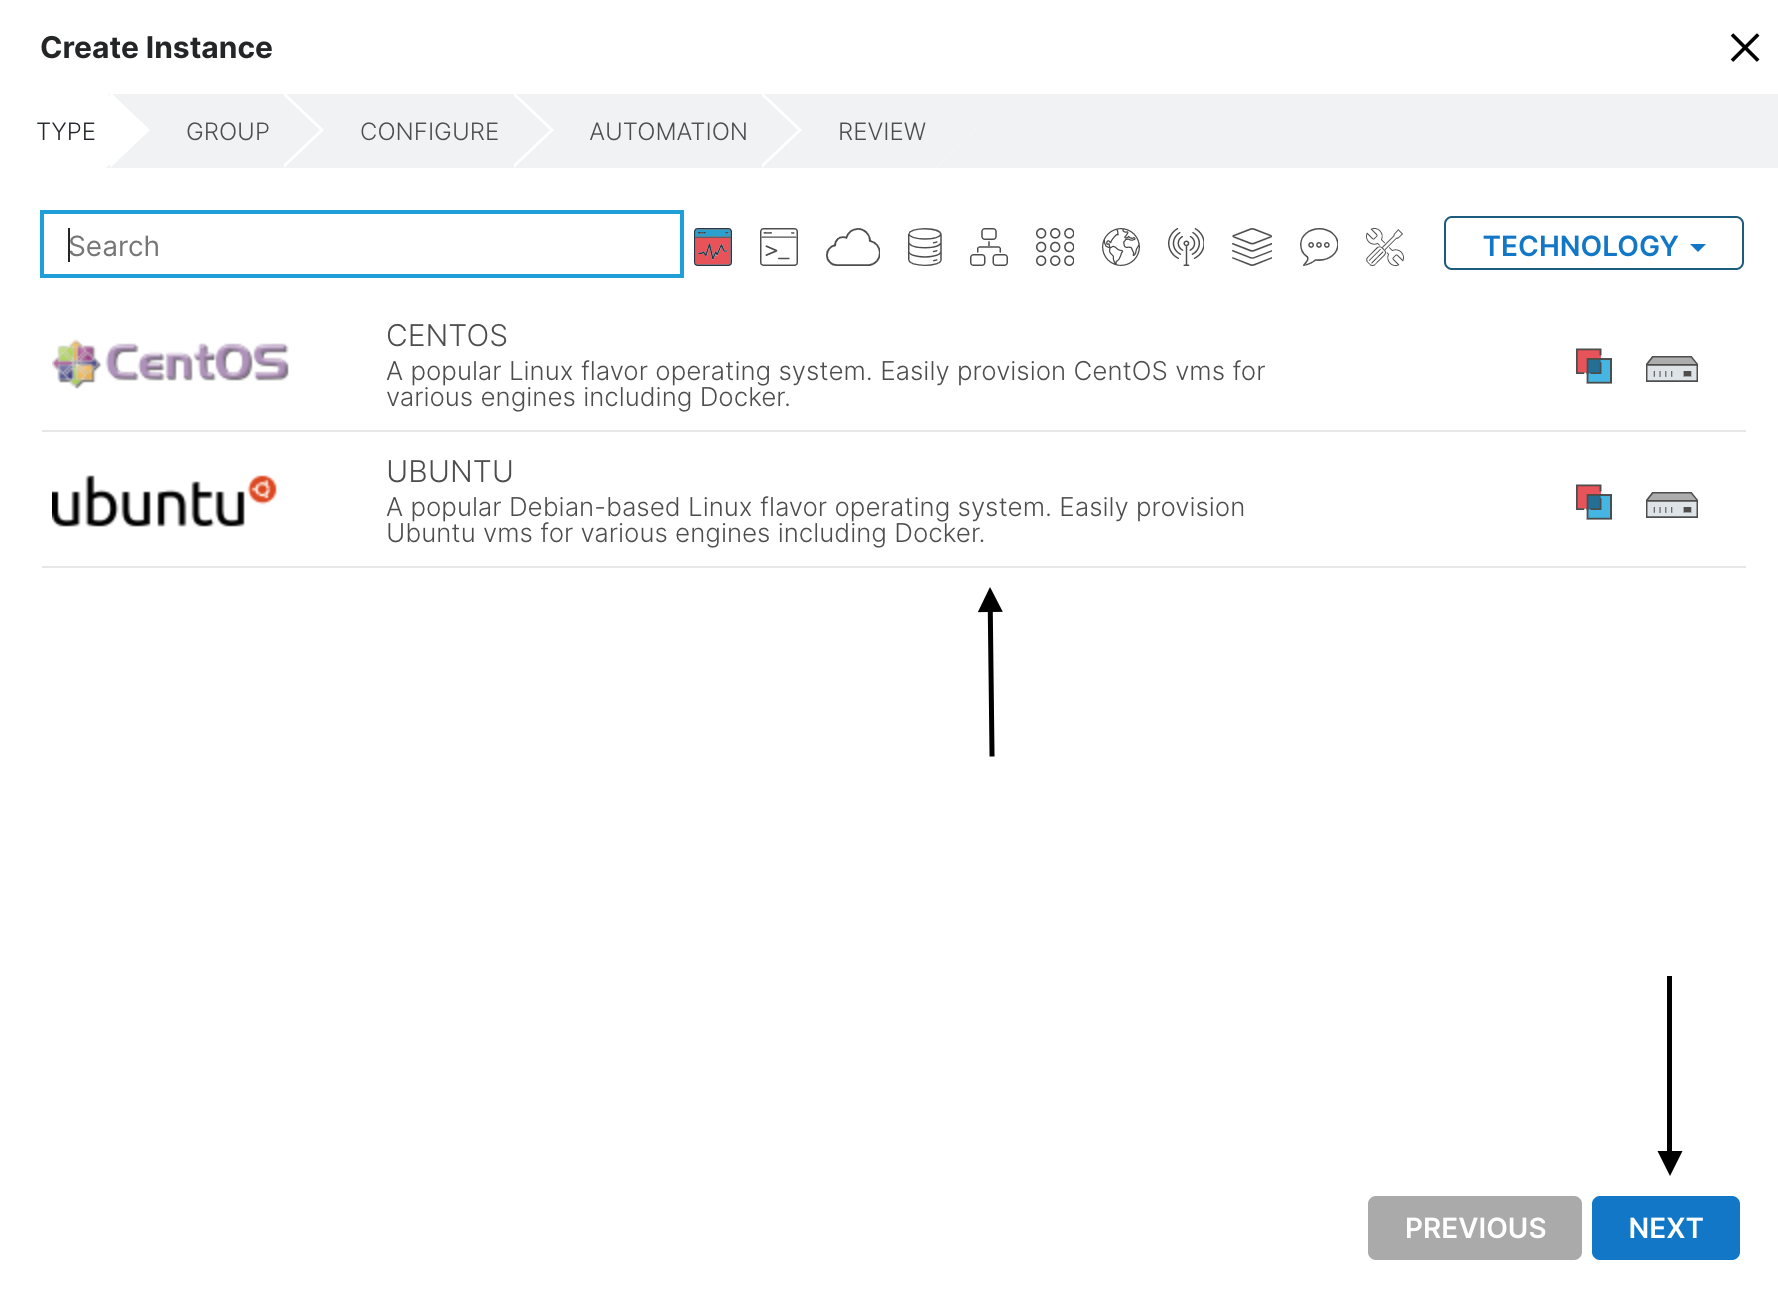 Create Instance
TYPE GROUP CONFIGURE AUTOMATION REVIEW
Search >_ TECHNOLOGY
CentOS
CENTOS
A popular Linux flavor operating system. Easily provision CentOS vms for
various engines including Docker.
ubuntu
UBUNTU
A popular Debian-based Linux flavor operating system. Easily provision
Ubuntu vms for various engines including Docker.
PREVIOUS NEXT